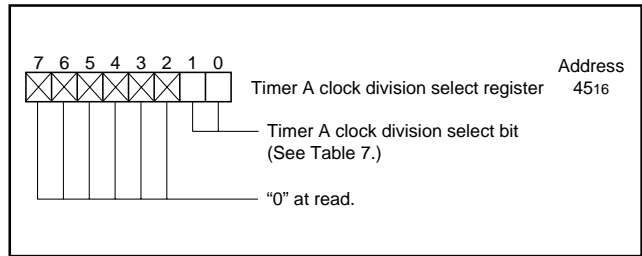 7 6 5 4 3 2 1 0
Address
Timer A clock division select register 4516
Timer A clock division select bit
(See Table 7.)
“0” at read.